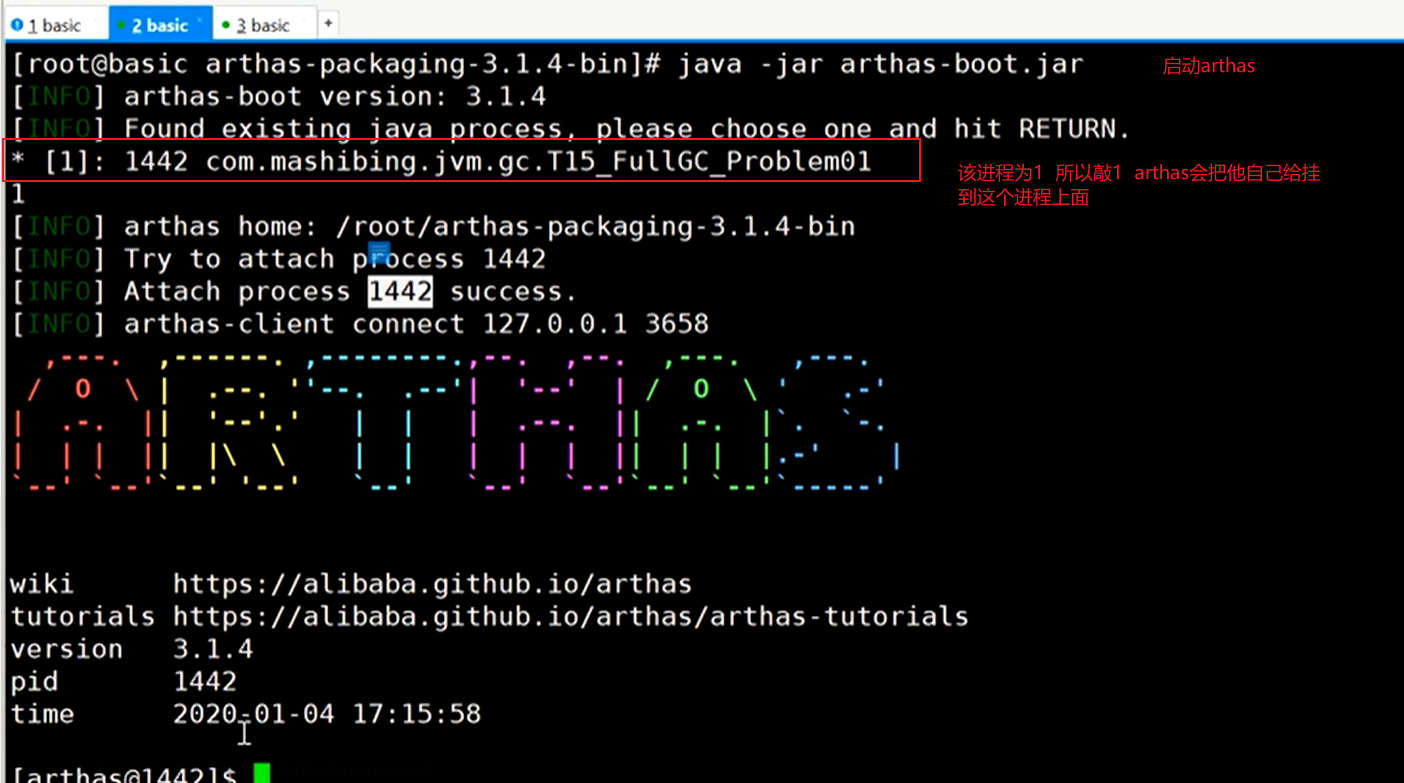 1 basic 2 basic 3 basic +
[root@basic arthas-packaging-3.1.4-bin]# java -jar arthas-boot.jar 启动arthas
[INFO] arthas-boot version: 3.1.4
[INFO] Found existing java process, please choose one and hit RETURN.
* [1]: 1442 com.mashibing.jvm.gc.T15_FullGC_Problem01
该进程为1 所以敲1 arthas会把他自己给挂
到这个进程上面
1
[INFO] arthas home: /root/arthas-packaging-3.1.4-bin
[INFO] Try to attach process 1442
[INFO] Attach process 1442 success.
[INFO] arthas-client connect 127.0.0.1 3658
ARTHAS
wiki https://alibaba.github.io/arthas
tutorials https://alibaba.github.io/arthas/arthas-tutorials
version 3.1.4
pid 1442
time 2020-01-04 17:15:58
[arthas@1442]$